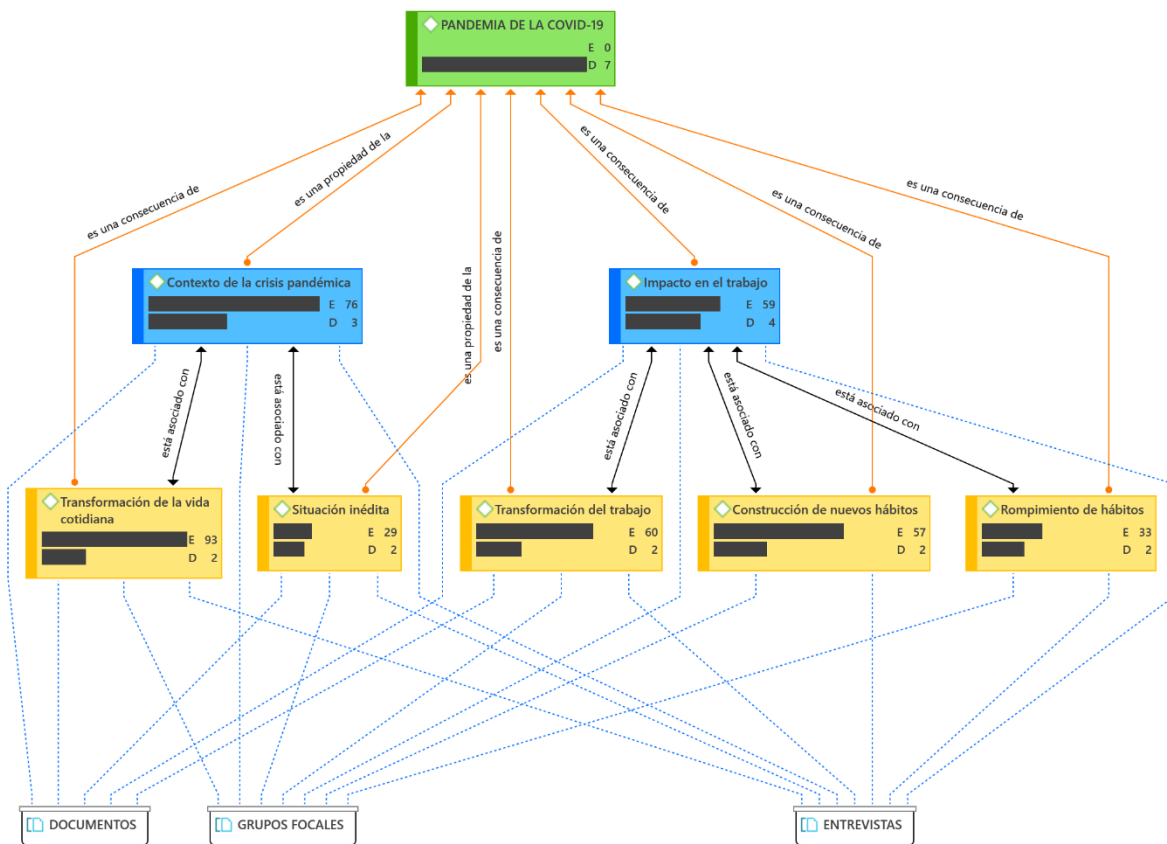 PANDEMIA DE LA COVID-19
E 0
D 7
es una consecuencia de
es una propiedad de la
es una propiedad de la
es una consecuencia de
es una consecuencia de
es una consecuencia de
es una consecuencia de
Contexto de la crisis pandémica
E 76
D 3
Impacto en el trabajo
E 59
D 4
está asociado con
está asociado con
está asociado con
está asociado con
está asociado con
Transformación de la vida
cotidiana
E 93
D 2
Situación inédita
E 29
D 2
Transformación del trabajo
E 60
D 2
Construcción de nuevos hábitos
E 57
D 2
Rompimiento de hábitos
E 33
D 2
DOCUMENTOS
GRUPOS FOCALES
ENTREVISTAS